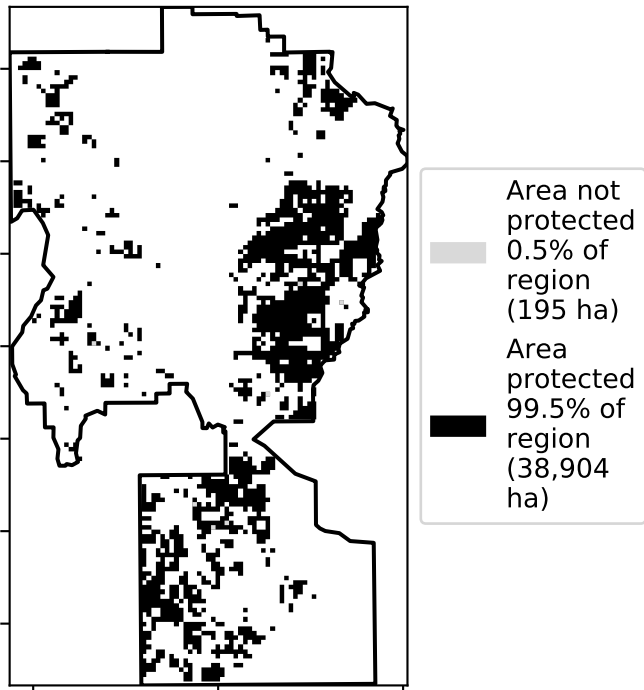 Area not
protected
0.5% of
region
(195 ha)
Area
protected
99.5% of
region
(38,904
ha)